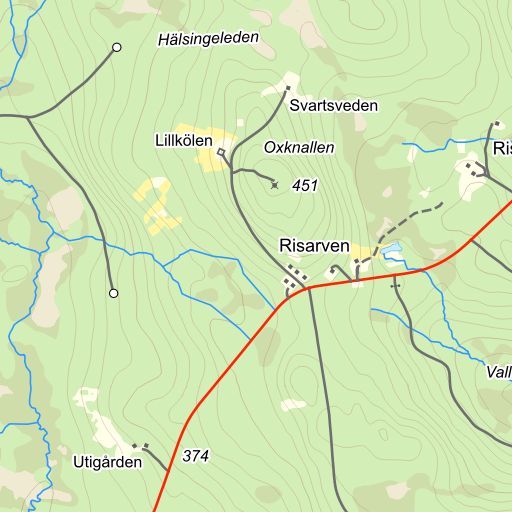 Hälsingeleden
Svartsveden
Lillkölen
Oxknallen
451
Risarven
374
Utigården